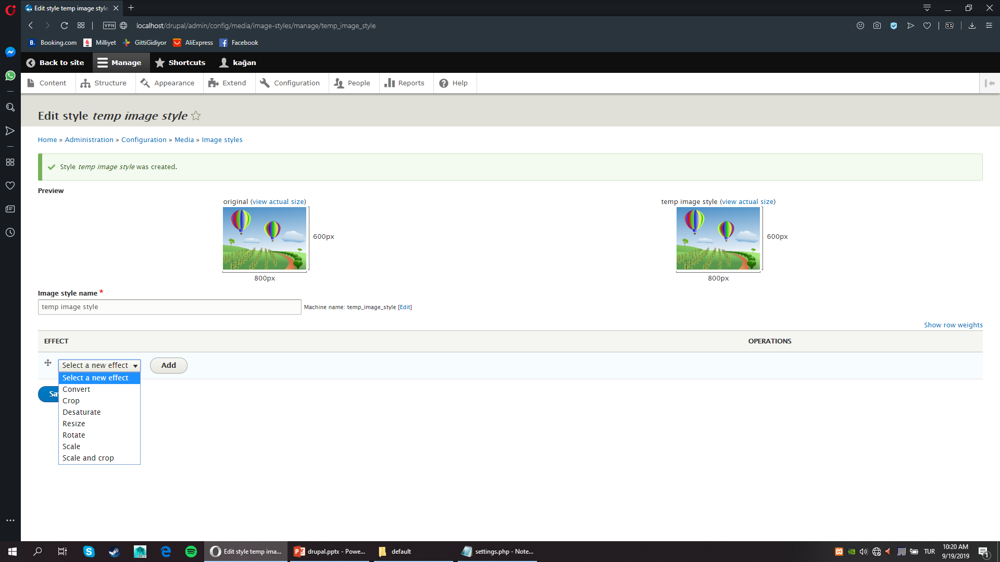 Edit style temp image style
VPN
localhost/drupal/admin/config/media/image-styles/manage/temp_image_style
B. Booking.com Milliyet GittiGidiyor AliExpress Facebook
Back to site Manage Shortcuts kağan
Content Structure Appearance Extend Configuration People Reports Help
Edit style temp image style
Home » Administration » Configuration » Media » Image styles
Style temp image style was created.
Preview
original (view actual size)
600px
800px
temp image style (view actual size)
600px
800px
Image style name *
temp image style
Machine name: temp_image_style [Edit]
Show row weights
EFFECT OPERATIONS
Select a new effect Add
Select a new effect
Sa
Convert
Crop
Desaturate
Resize
Rotate
Scale
Scale and crop
Edit style temp ima... drupal.pptx - Powe... default settings.php - Note...
TUR
10:20 AM
9/19/2019
1